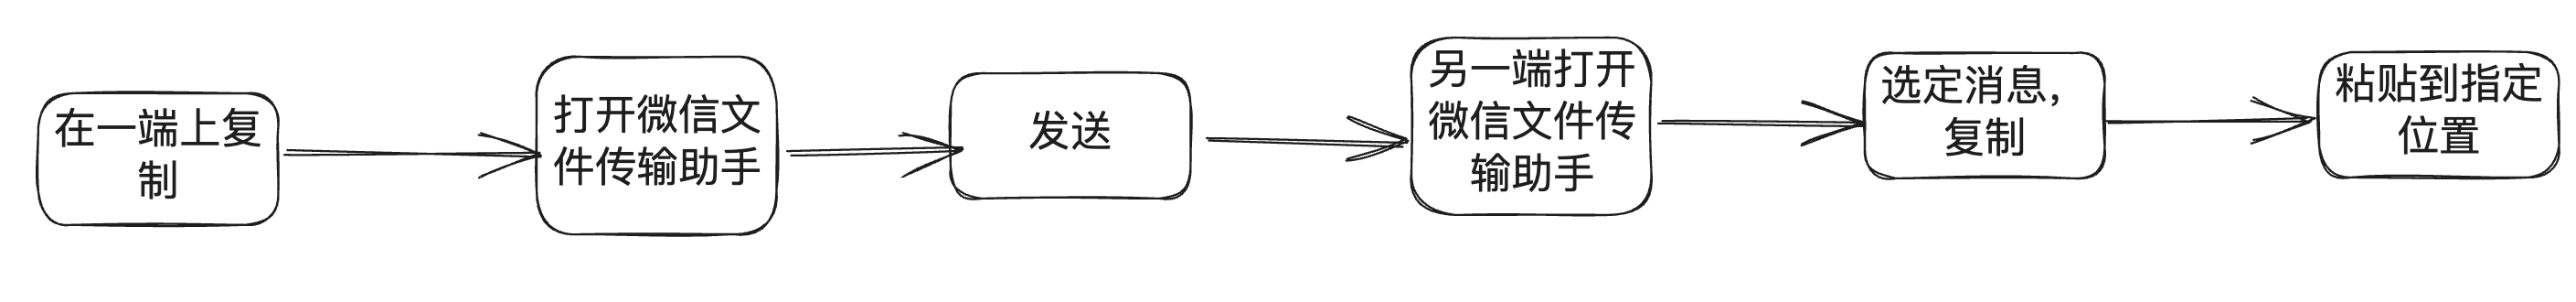 在一端上复
制
打开微信文
件传输助手
发送
另一端打开
微信文件传
输助手
选定消息，
复制
粘贴到指定
位置